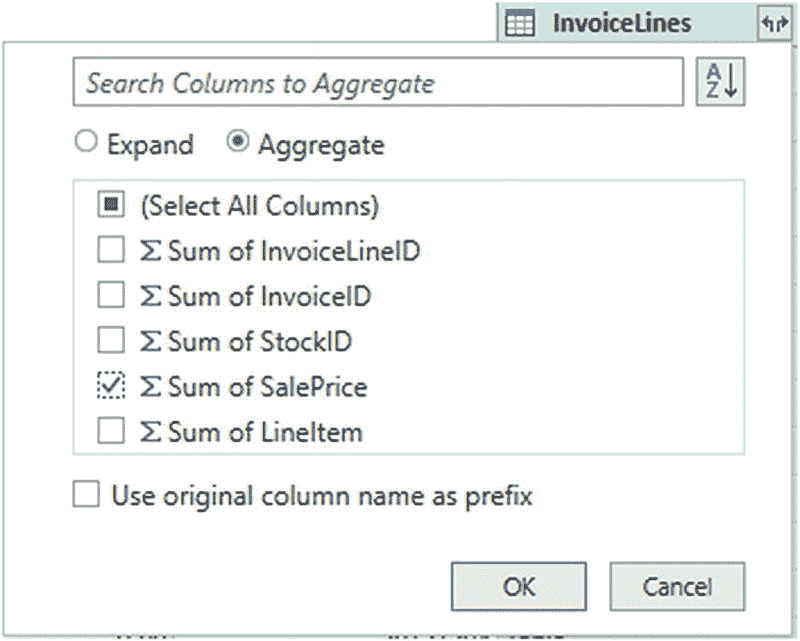 InvoiceLines
Search Columns to Aggregate
A
Z
Expand Aggregate
(Select All Columns)
Σ Sum of InvoiceLineID
Σ Sum of InvoiceID
Σ Sum of StockID
Σ Sum of SalePrice
Σ Sum of LineItem
Use original column name as prefix
OK Cancel